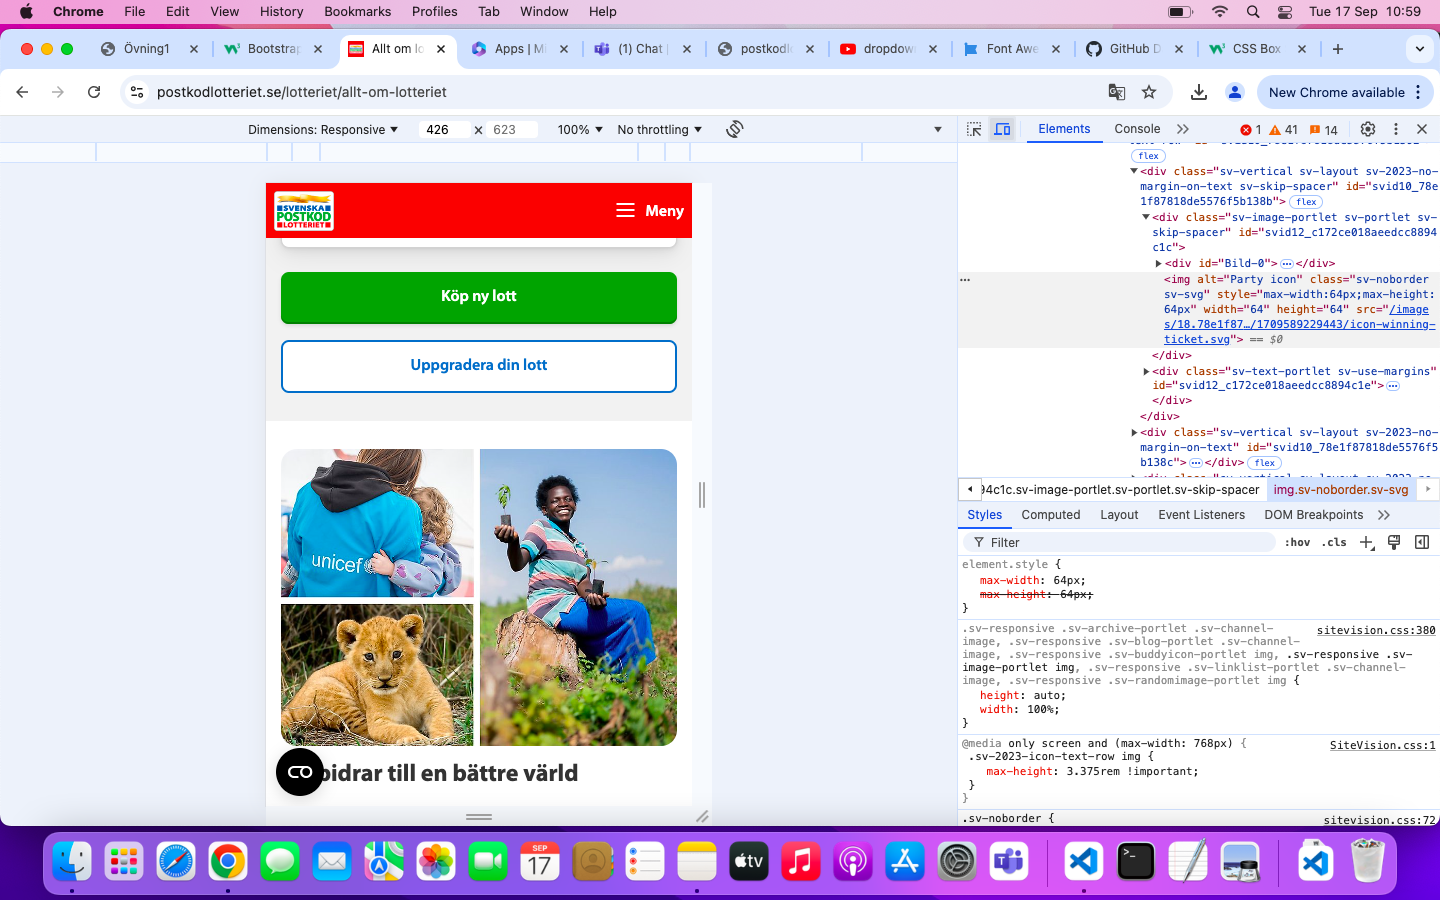 Chrome File Edit View History Bookmarks Profiles Tab Window Help Tue 17 Sep 10:59
Övning1 Bootstrap Allt om lo Apps | Mi (1) Chat | postkodl dropdow Font Awe GitHub D CSS Box
postkodlotteriet.se/lotteriet/allt-om-lotteriet New Chrome available
Dimensions: Responsive 426 × 623 100% No throttling
Elements Console 1 41 14
SVENSKA
POSTKOD
LOTTERIET
Meny
Köp ny lott
Uppgradera din lott
unicef
bidrar till en bättre värld
flex
<div class="sv-vertical sv-layout sv-2023-no-
margin-on-text sv-skip-spacer" id="svid10_78e
1f87818de5576f5b138b"> flex
<div class="sv-image-portlet sv-portlet sv-
skip-spacer" id="svid12_c172ce018aeedcc8894
c1c">
<div id="Bild-0"> … </div>
… <img alt="Party icon" class="sv-noborder
sv-svg" style="max-width:64px;max-height:
64px" width="64" height="64" src="/image
s/18.78e1f87…/1709589229443/icon-winning-
ticket.svg"> == $0
</div>
<div class="sv-text-portlet sv-use-margins"
id="svid12_c172ce018aeedcc8894c1e"> …
</div>
</div>
<div class="sv-vertical sv-layout sv-2023-no-
margin-on-text" id="svid10_78e1f87818de5576f5
b138c"> … </div> flex
94c1c.sv-image-portlet.sv-portlet.sv-skip-spacer img.sv-noborder.sv-svg
Styles Computed Layout Event Listeners DOM Breakpoints
Filter :hov .cls
element.style {
max-width: 64px;
max-height: 64px;
}
.sv-responsive .sv-archive-portlet .sv-channel- sitevision.css:380
image, .sv-responsive .sv-blog-portlet .sv-channel-
image, .sv-responsive .sv-buddyicon-portlet img, .sv-responsive .sv-
image-portlet img, .sv-responsive .sv-linklist-portlet .sv-channel-
image, .sv-responsive .sv-randomimage-portlet img {
height: auto;
width: 100%;
}
@media only screen and (max-width: 768px) { SiteVision.css:1
.sv-2023-icon-text-row img {
max-height: 3.375rem !important;
}
}
.sv-noborder { sitevision.css:72
SEP
17
tv